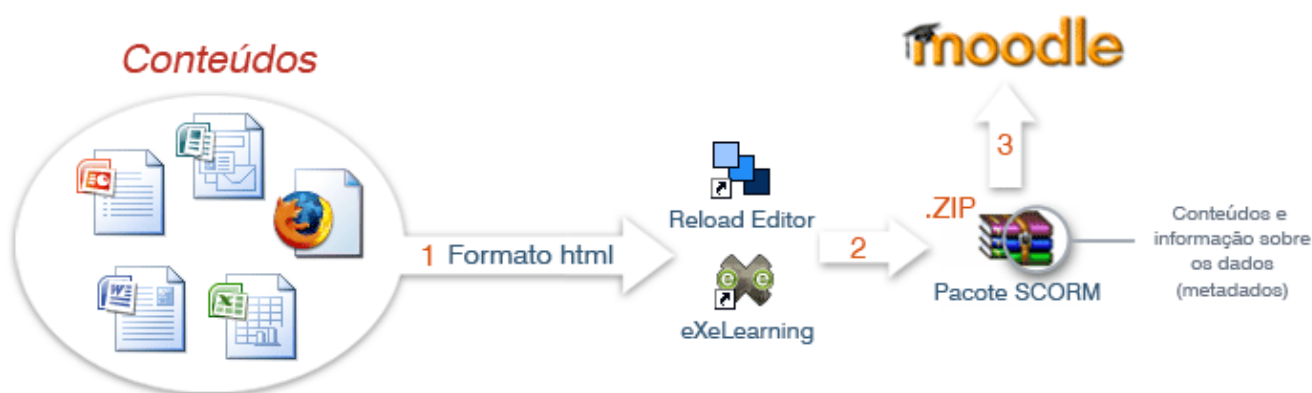 Conteúdos
moodle
1 Formato html
Reload Editor
eXeLearning
2
.ZIP
Pacote SCORM
3
Conteúdos e
informação sobre
os dados
(metadados)